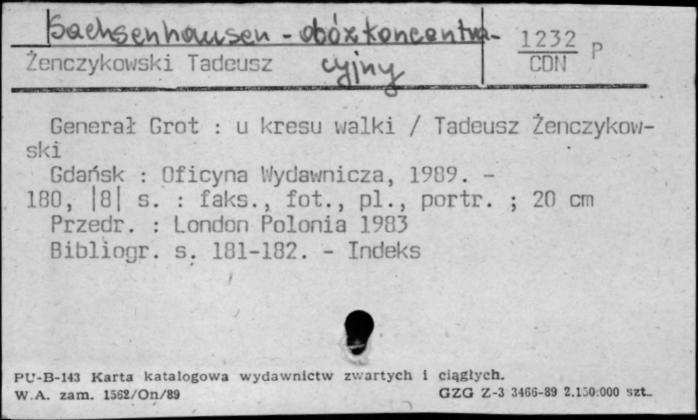 Sachsenhausen - obóz koncentra-
cyjny
1232 P
CDN
Żenczykowski Tadeusz
Generał Grot : u kresu walki / Tadeusz Żenczykow-
ski
Gdańsk : Oficyna Wydawnicza, 1989. -
180, |8| s. : faks., fot., pl., portr. ; 20 cm
Przedr. : London Polonia 1983
Bibliogr. s. 181-182. - Indeks
PU-B-143 Karta katalogowa wydawnictw zwartych i ciągłych.
W.A. zam. 1562/On/89 GZG Z-3 3466-89 2.150.000 szt.